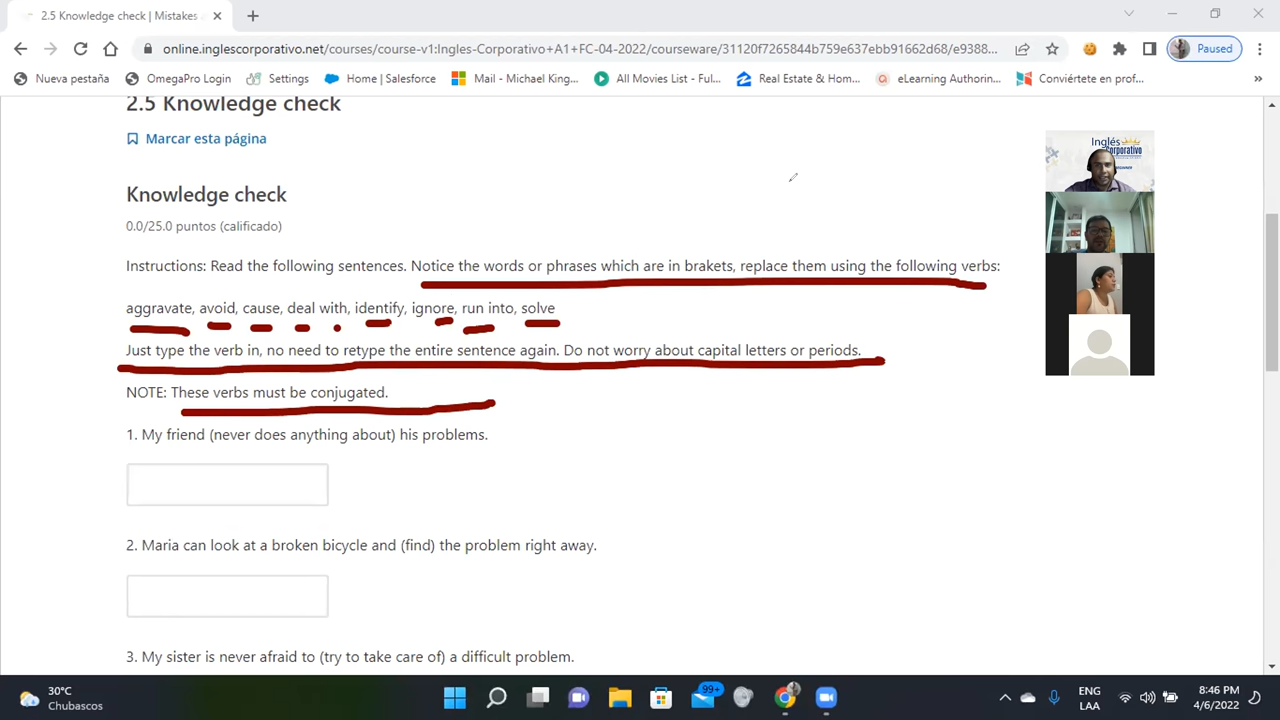 2.5 Knowledge check | Mistakes
online.inglescorporativo.net/courses/course-v1:Ingles-Corporativo+A1+FC-04-2022/courseware/31120f7265844b759e637ebb91662d68/e9388...
Paused
Nueva pestaña
OmegaPro Login
Settings
Home | Salesforce
Mail - Michael King...
All Movies List - Ful...
Real Estate & Hom...
eLearning Authorin...
Conviértete en prof...
»
2.5 Knowledge check
Marcar esta página
Inglés
Corporativo
Knowledge check
0.0/25.0 puntos (calificado)
Instructions: Read the following sentences. Notice the words or phrases which are in brakets, replace them using the following verbs:
aggravate, avoid, cause, deal with, identify, ignore, run into, solve
Just type the verb in, no need to retype the entire sentence again. Do not worry about capital letters or periods.
NOTE: These verbs must be conjugated.
1. My friend (never does anything about) his problems.
2. Maria can look at a broken bicycle and (find) the problem right away.
3. My sister is never afraid to (try to take care of) a difficult problem.
30°C
Chubascos
99+
ENG
LAA
8:46 PM
4/6/2022